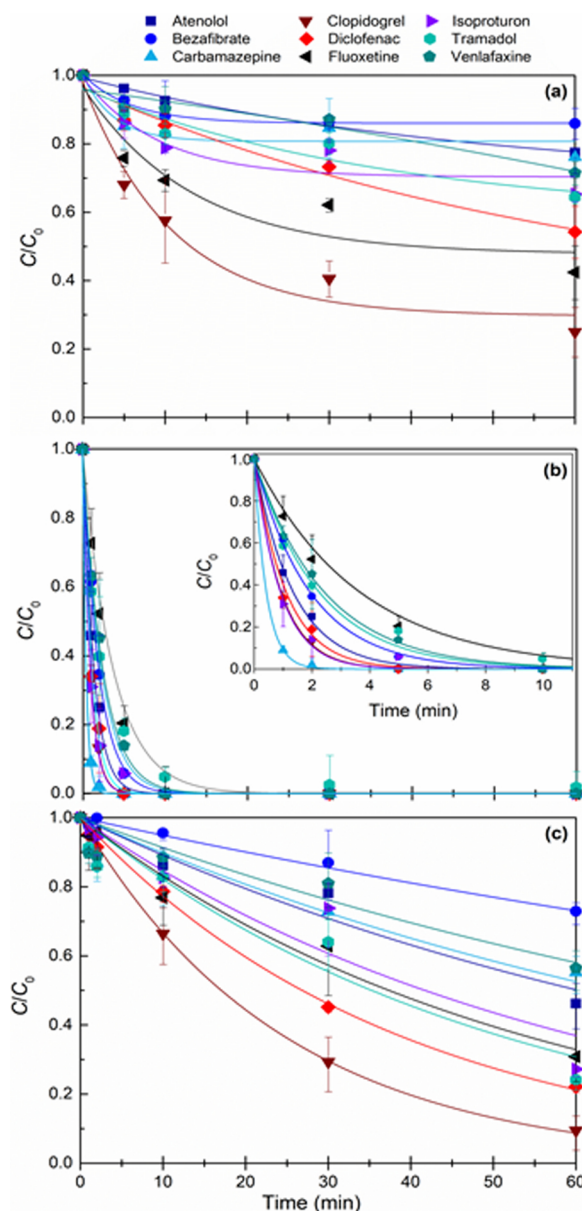 Atenolol Clopidogrel Isoproturon
Bezafibrate Diclofenac Tramadol
Carbamazepine Fluoxetine Venlafaxine
1.0 (a)
0.8
0.6
C/C0
0.4
0.2
0.0
1.0 (b)
0.8
0.6
C/C0
0.4
0.2
0.0
1.0
0.8
0.6
C/C0
0.4
0.2
0.0
0 2 4 6 8 10
Time (min)
1.0 (c)
0.8
0.6
C/C0
0.4
0.2
0.0
0 10 20 30 40 50 60
Time (min)